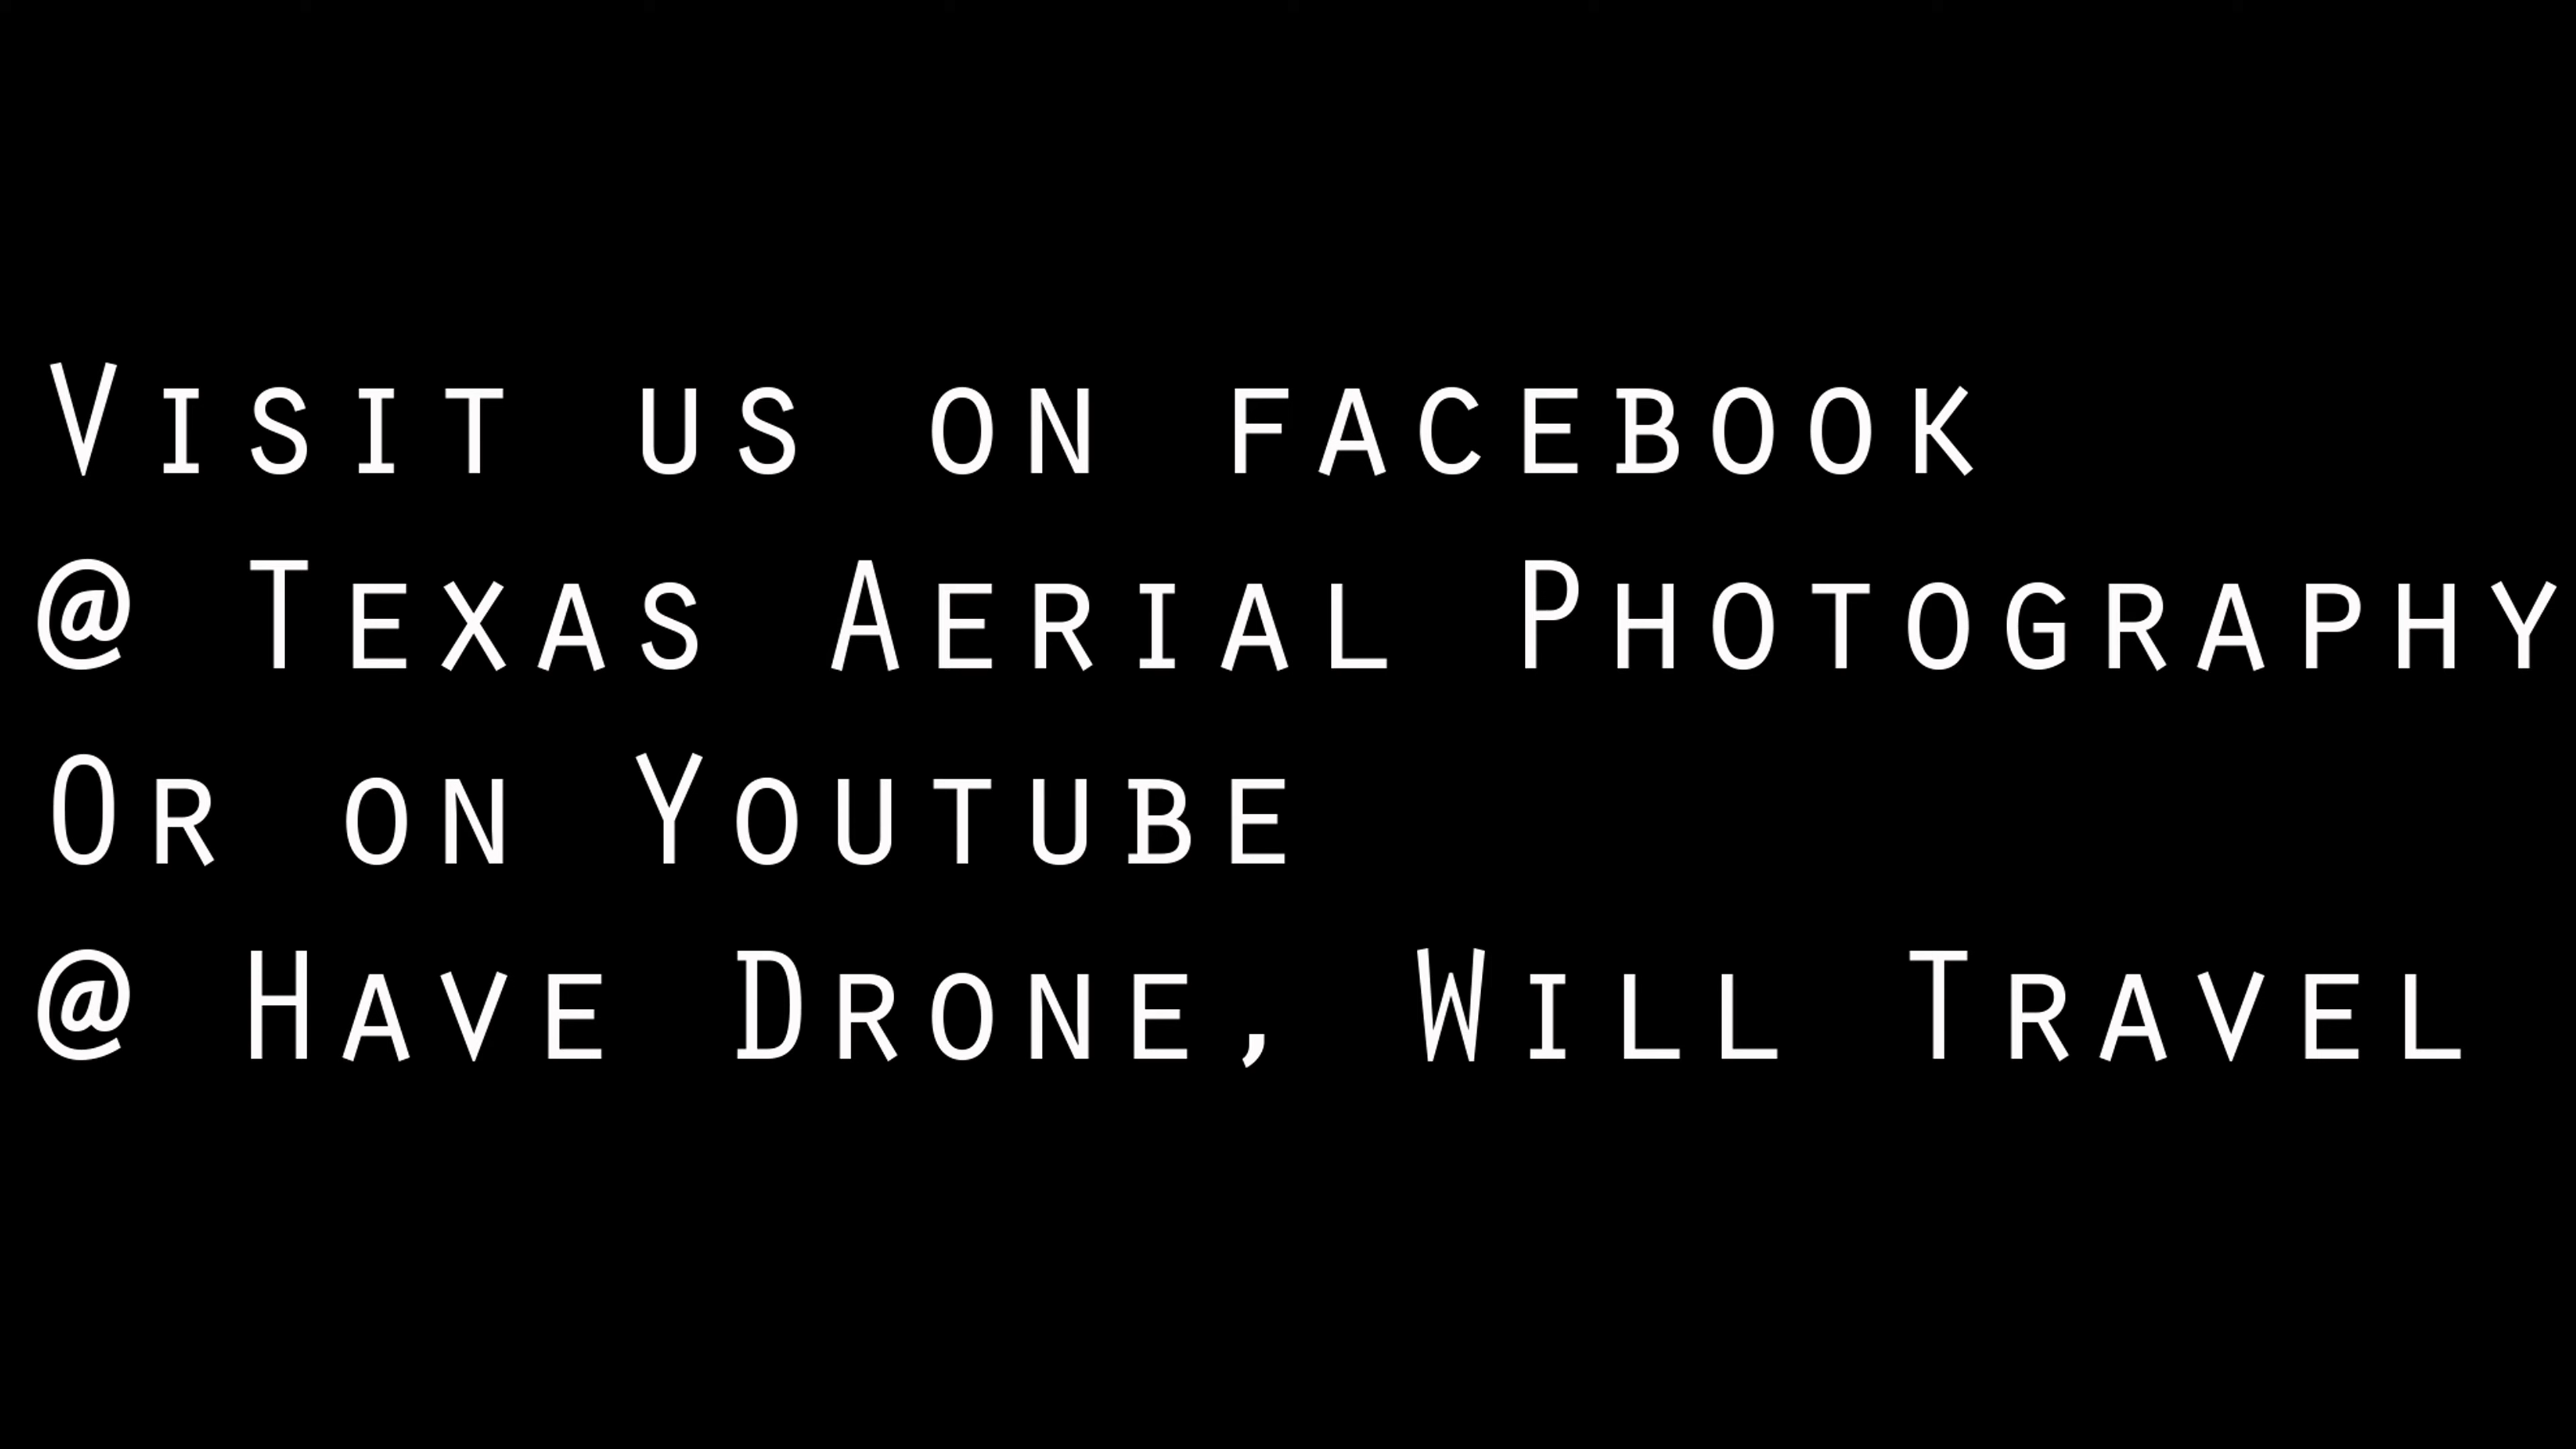 Visit us on facebook
@ Texas Aerial Photography
Or on Youtube
@ Have Drone, Will Travel